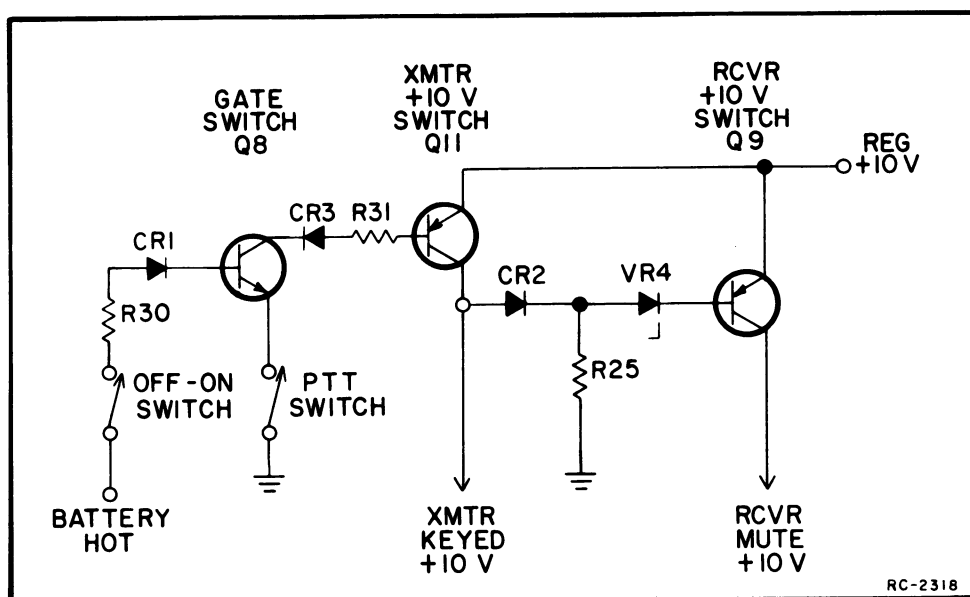 GATE
SWITCH
Q8
XMTR
+10 V
SWITCH
Q11
RCVR
+10 V
SWITCH
Q9
REG
+10 V
CR1
CR3
R31
R30
CR2
VR4
R25
OFF-ON
SWITCH
PTT
SWITCH
BATTERY
HOT
XMTR
KEYED
+10 V
RCVR
MUTE
+10 V
RC-2318